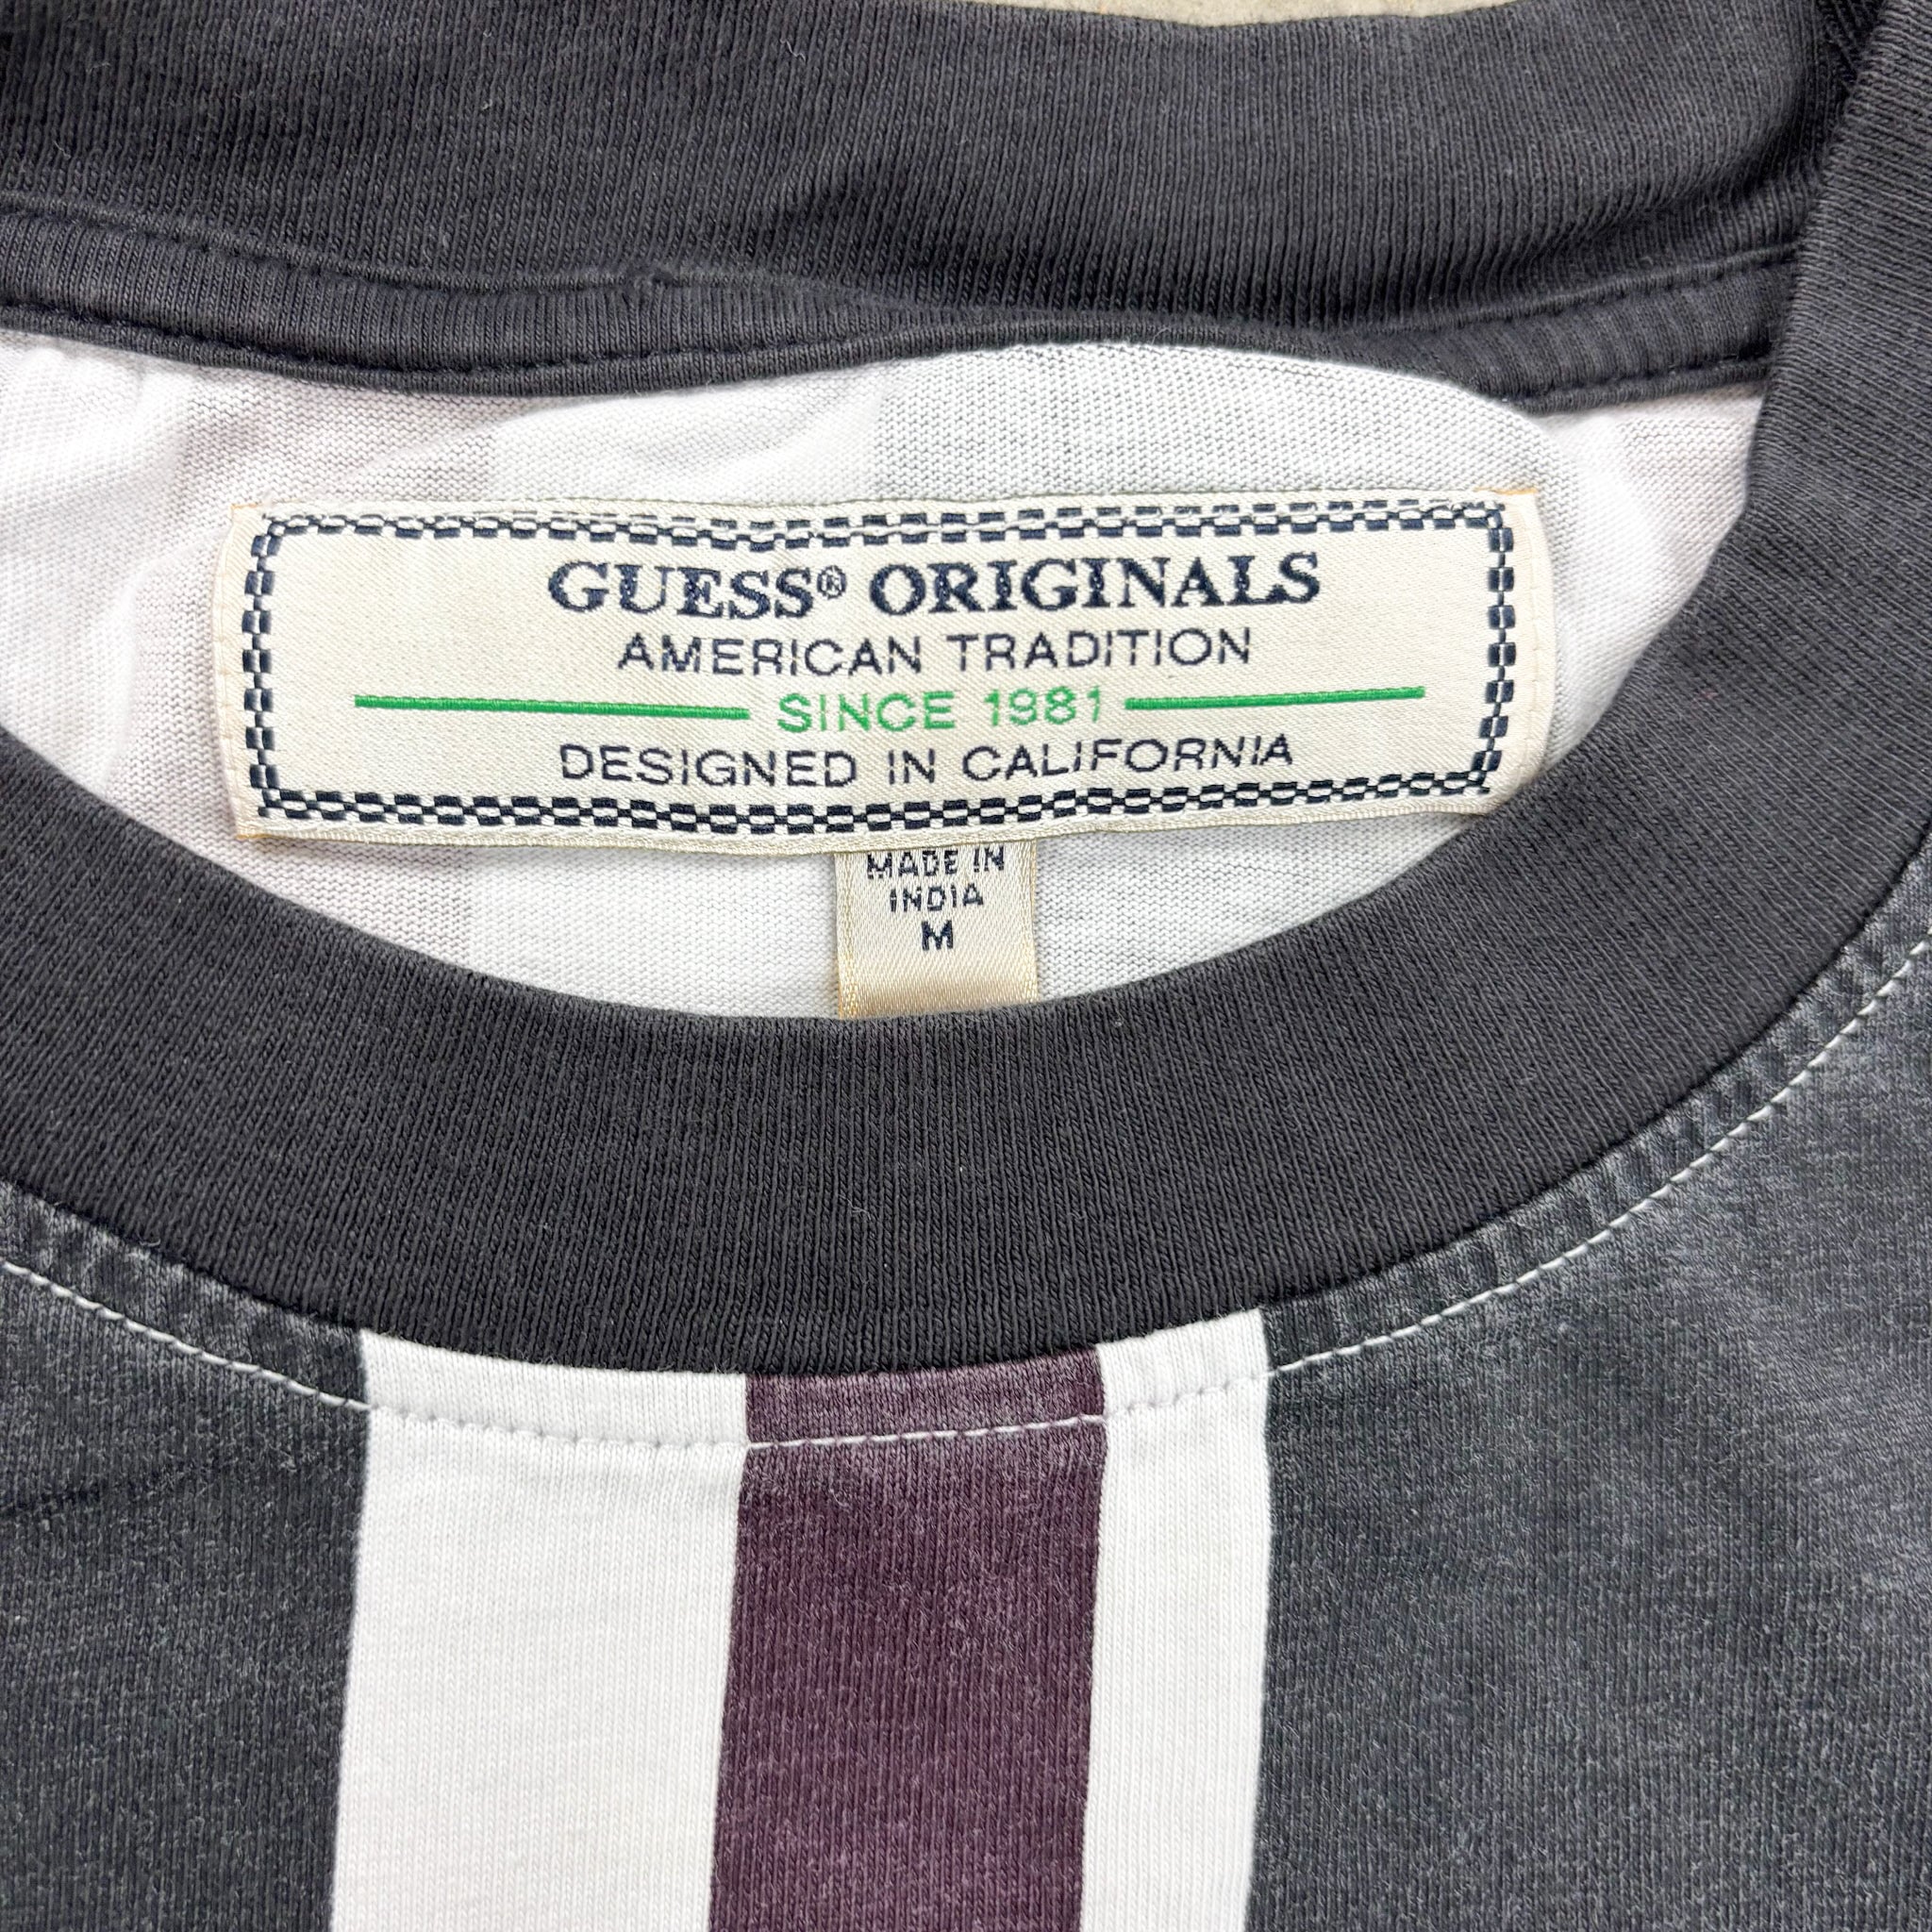 GUESS® ORIGINALS
AMERICAN TRADITION
SINCE 1981
DESIGNED IN CALIFORNIA
MADE IN
INDIA
M